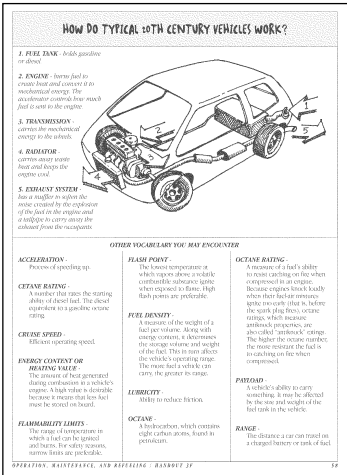 HOW DO TYPICAL 20TH CENTURY VEHICLES WORK?
1. FUEL TANK - holds gasoline
or diesel
2. ENGINE - burns fuel to
create heat and convert it to
mechanical energy. The
accelerator controls how much
fuel is sent to the engine.
3. TRANSMISSION -
carries the mechanical
energy to the wheels.
4. RADIATOR -
carries away waste
heat and keeps the
engine cool.
5. EXHAUST SYSTEM -
has a muffler to soften the
noise created by the explosion
of the fuel in the engine and
a tailpipe to carry away the
exhaust from the occupants.
1
2
3
4
5
OTHER VOCABULARY YOU MAY ENCOUNTER
ACCELERATION -
Process of speeding up.
CETANE RATING -
A number that rates the starting
ability of diesel fuel. The diesel
equivalent to a gasoline octane
rating.
CRUISE SPEED -
Efficient operating speed.
ENERGY CONTENT OR
HEATING VALUE -
The amount of heat generated
during combustion in a vehicle's
engine. A high value is desirable
because it means that less fuel
must be stored on board.
FLAMMABILITY LIMITS -
The range of temperature in
which a fuel can be ignited
and burns. For safety reasons,
narrow limits are preferable.
FLASH POINT -
The lowest temperature at
which vapors above a volatile
combustible substance ignite
when exposed to flame. High
flash points are preferable.
FUEL DENSITY -
A measure of the weight of a
fuel per volume. Along with
energy content, it determines
the storage volume and weight
of the fuel. This in turn affects
the vehicle's operating range.
The more fuel a vehicle can
carry, the greater its range.
LUBRICITY -
Ability to reduce friction.
OCTANE -
A hydrocarbon, which contains
eight carbon atoms, found in
petroleum.
OCTANE RATING -
A measure of a fuel's ability
to resist catching on fire when
compressed in an engine.
Because engines knock loudly
when their fuel-air mixtures
ignite too early (that is, before
the spark plug fires), octane
ratings, which measure
antiknock properties, are
also called "antiknock" ratings.
The higher the octane number,
the more resistant the fuel is
to catching on fire when
compressed.
PAYLOAD -
A vehicle's ability to carry
something. It may be affected
by the size and weight of the
fuel tank in the vehicle.
RANGE -
The distance a car can travel on
a charged battery or tank of fuel.
OPERATION, MAINTENANCE, AND REFUELING : HANDOUT 2F
50